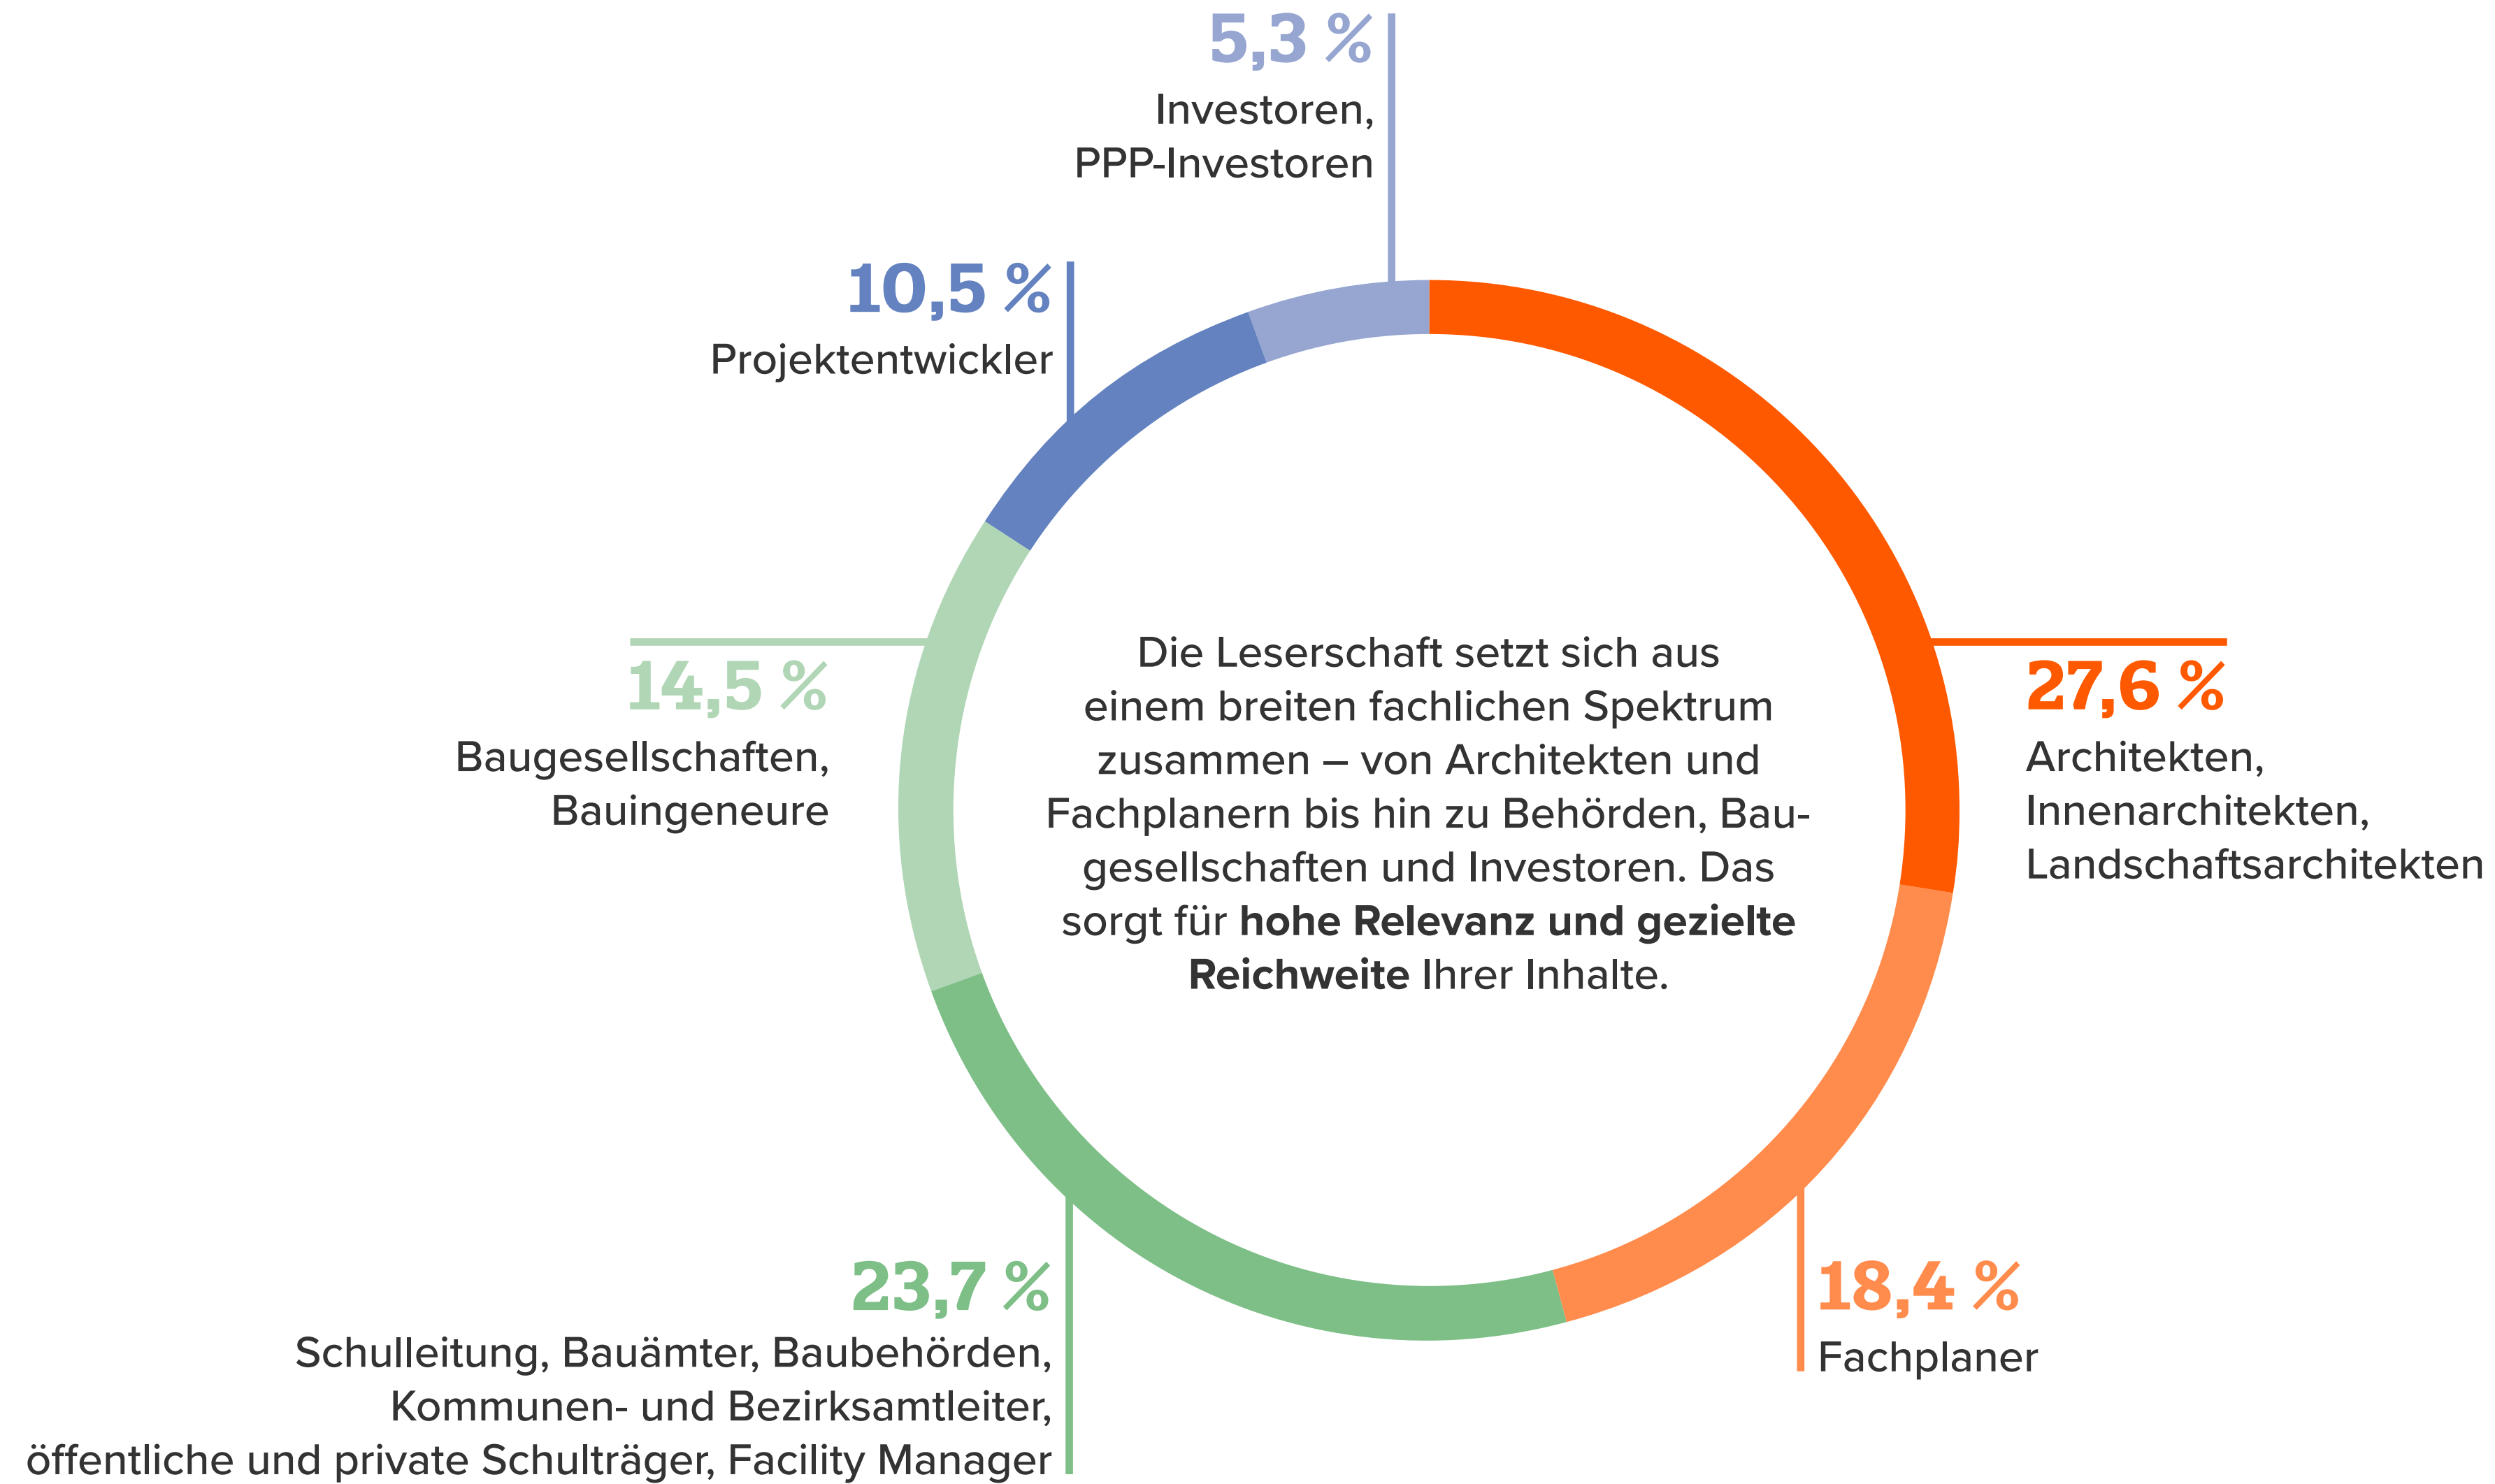 5,3 %
Investoren,
PPP-Investoren
10,5 %
Projektentwickler
14,5 %
Baugesellschaften,
Bauingeneure
Die Leserschaft setzt sich aus
einem breiten fachlichen Spektrum
zusammen – von Architekten und
Fachplanern bis hin zu Behörden, Bau-
gesellschaften und Investoren. Das
sorgt für hohe Relevanz und gezielte
Reichweite Ihrer Inhalte.
27,6 %
Architekten,
Innenarchitekten,
Landschaftsarchitekten
23,7 %
Schulleitung, Bauämter, Baubehörden,
Kommunen- und Bezirksamtleiter,
öffentliche und private Schulträger, Facility Manager
18,4 %
Fachplaner